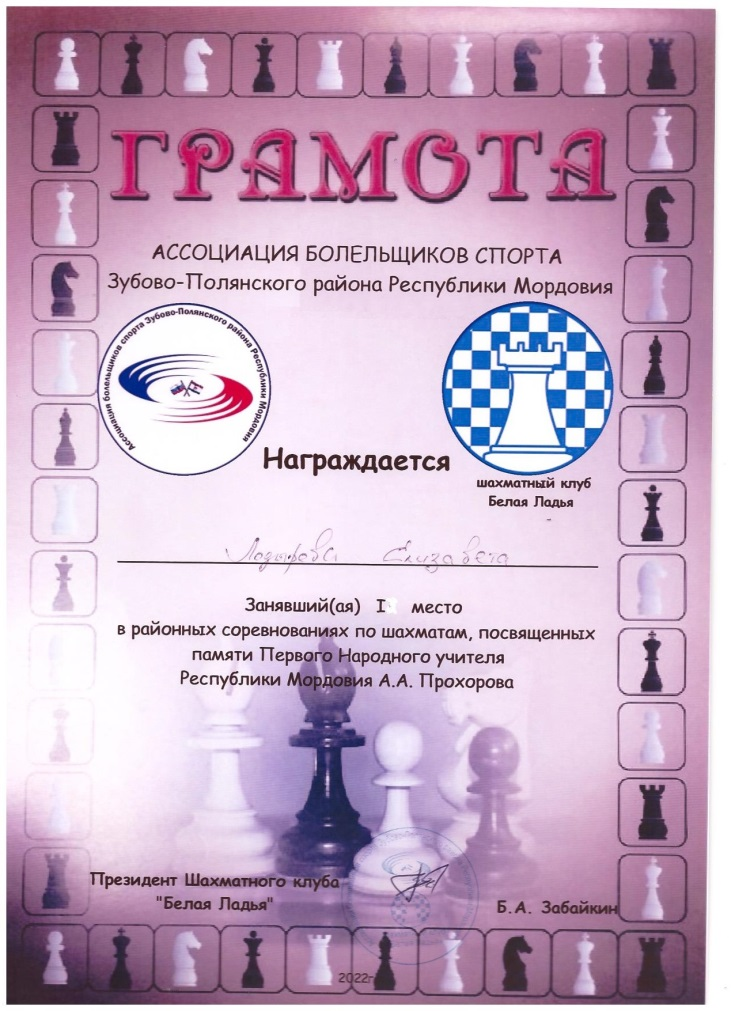 ГРАМОТА
АССОЦИАЦИЯ БОЛЕЛЬЩИКОВ СПОРТА
Зубово-Полянского района Республики Мордовия
Ассоциация болельщиков спорта Зубово-Полянского района Республики Мордовия
Награждается
шахматный клуб
Белая Ладья
Елизавета
Занявший(ая) I место
в районных соревнованиях по шахматам, посвященных
памяти Первого Народного учителя
Республики Мордовия А.А. Прохорова
Президент Шахматного клуба
"Белая Ладья"
Б.А. Забайкин
2022г